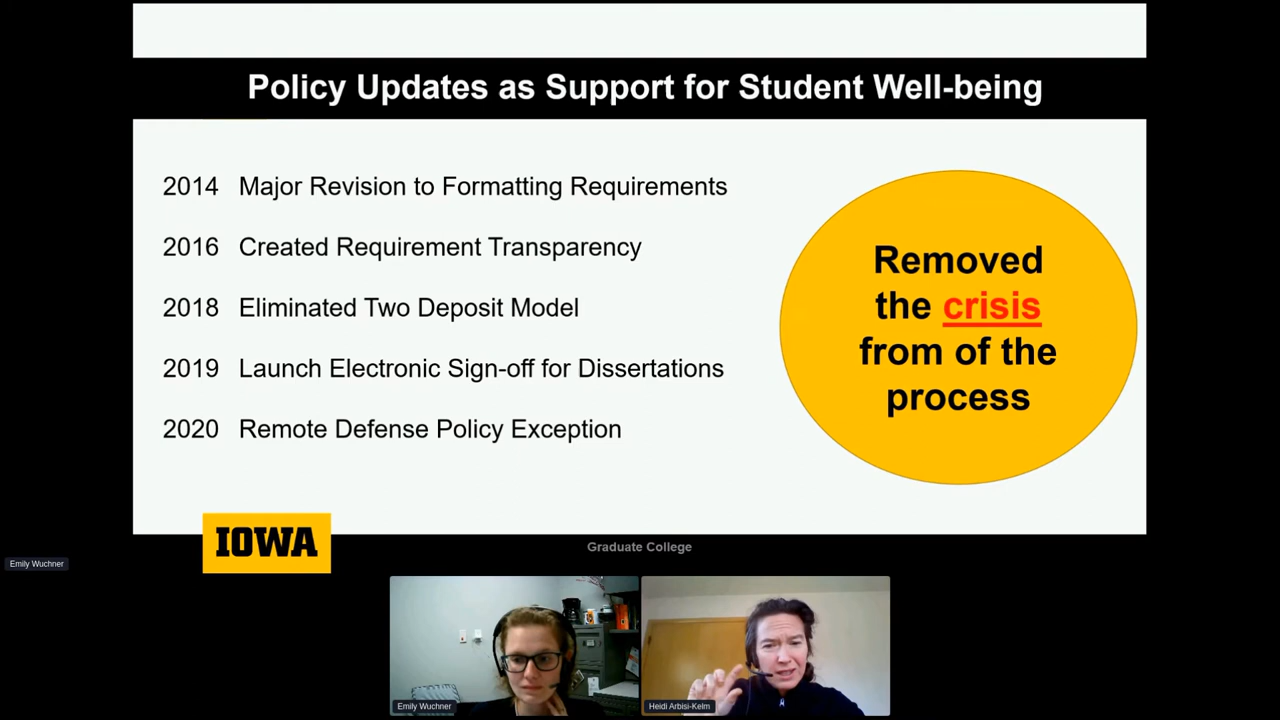 Policy Updates as Support for Student Well-being
2014 Major Revision to Formatting Requirements
2016 Created Requirement Transparency
2018 Eliminated Two Deposit Model
2019 Launch Electronic Sign-off for Dissertations
2020 Remote Defense Policy Exception
Removed
the crisis
from of the
process
IOWA
Graduate College
Emily Wuchner
Emily Wuchner
Heidi Arbisi-Kelm